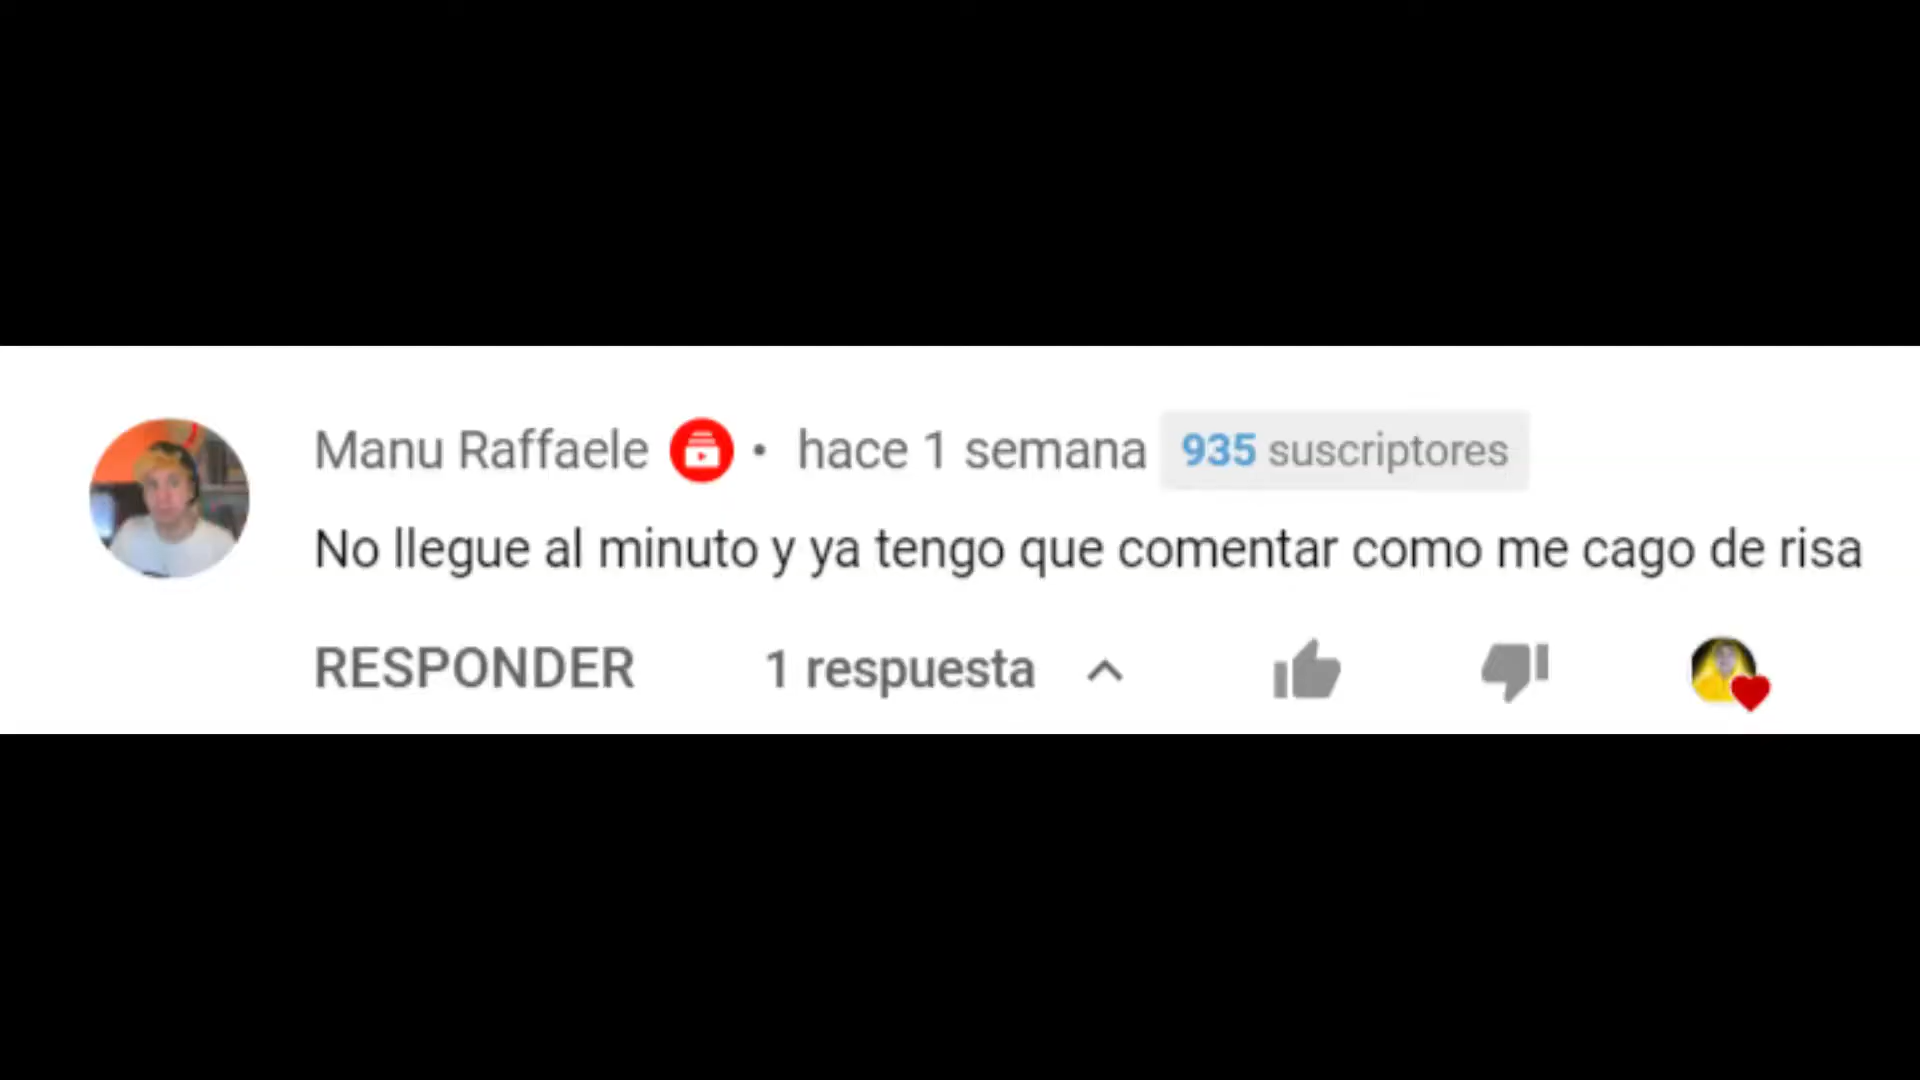 Manu Raffaele • hace 1 semana 935 suscriptores
No llegue al minuto y ya tengo que comentar como me cago de risa
RESPONDER 1 respuesta